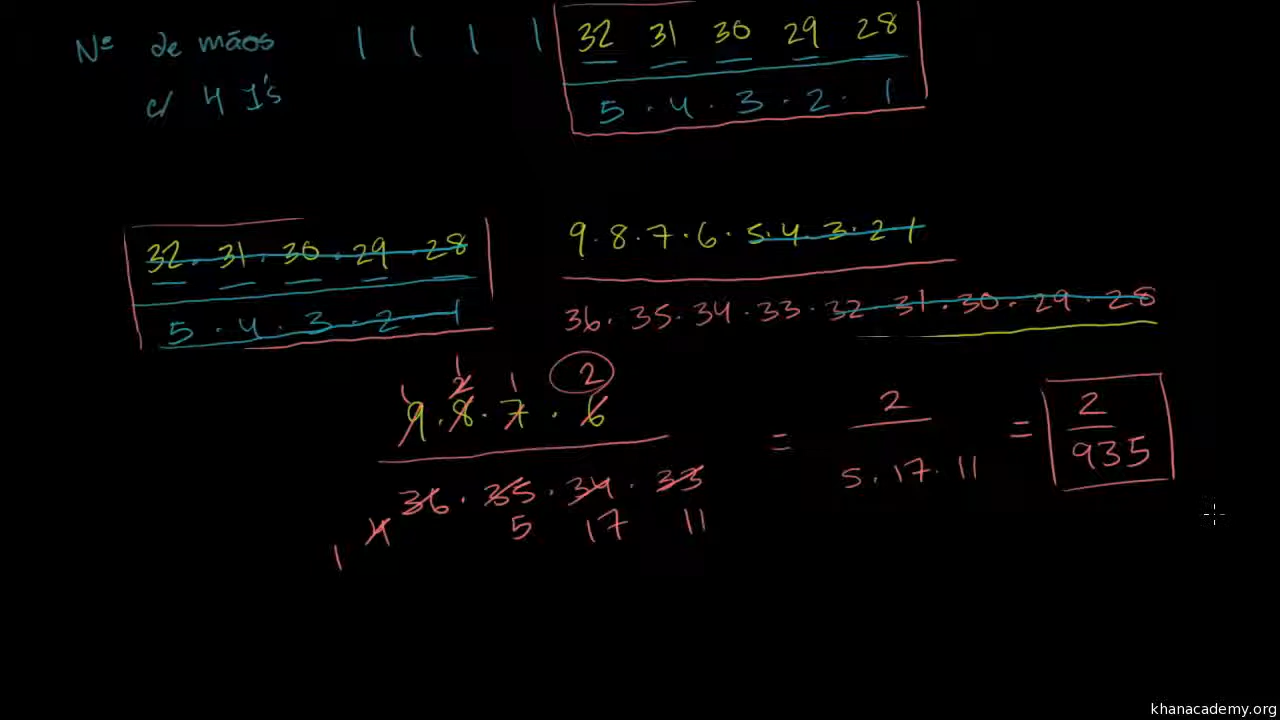 Nº de mãos 1 1 1 1 32 31 30 29 28
c/ 4 1's 5 · 4 · 3 · 2 · 1
32 · 31 · 30 · 29 · 28 9 · 8 · 7 · 6 · 5 · 4 · 3 · 2 · 1
5 · 4 · 3 · 2 · 1 36 · 35 · 34 · 33 · 32 · 31 · 30 · 29 · 28
1 1 2 1 2
9 · 8 · 7 · 6 = 2 = 2
36 · 35 · 34 · 33 5 · 17 · 11 935
1 4 5 17 11
khanacademy.org